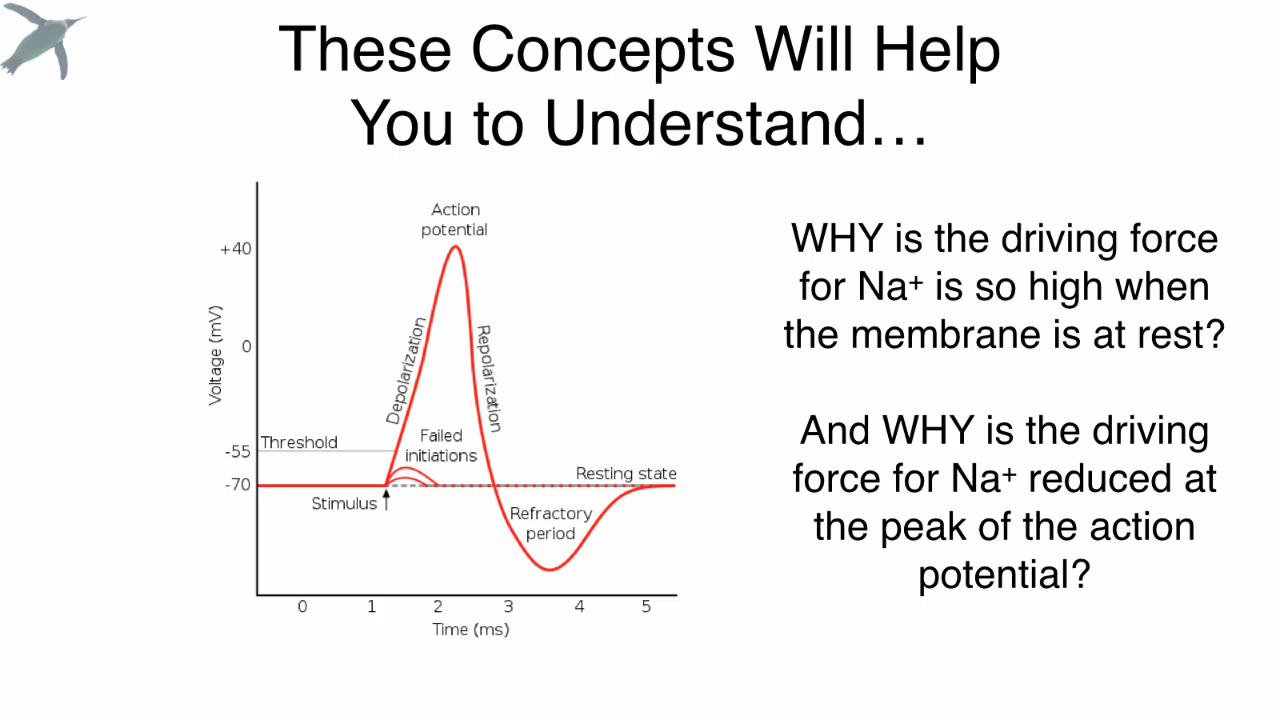 These Concepts Will Help
You to Understand…
Action
potential
+40
Voltage (mV)
0
Depolarization
Repolarization
Threshold
-55
Failed
initiations
-70
Resting state
Stimulus
Refractory
period
0 1 2 3 4 5
Time (ms)
WHY is the driving force
for Na⁺ is so high when
the membrane is at rest?
And WHY is the driving
force for Na⁺ reduced at
the peak of the action
potential?